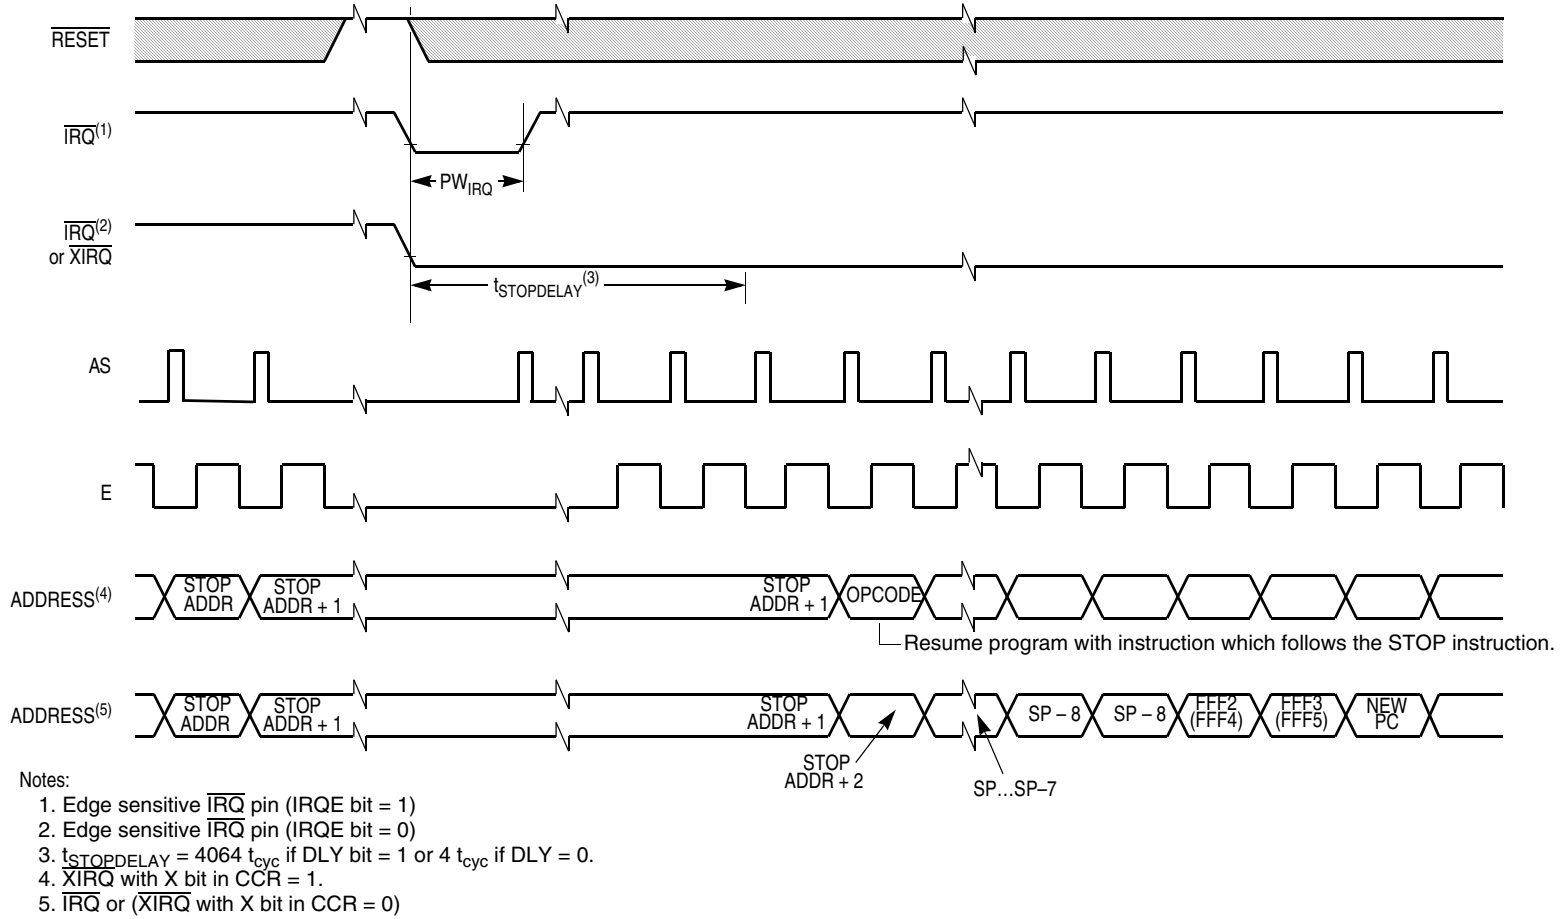 RESET
IRQ(1)
PWIRQ
IRQ(2)
or XIRQ
tSTOPDELAY(3)
AS
E
ADDRESS(4)
STOP
ADDR
STOP
ADDR + 1
STOP
ADDR + 1
OPCODE
Resume program with instruction which follows the STOP instruction.
ADDRESS(5)
STOP
ADDR
STOP
ADDR + 1
STOP
ADDR + 1
SP – 8
SP – 8
FFF2
(FFF4)
FFF3
(FFF5)
NEW
PC
STOP
ADDR + 2
SP…SP–7
Notes:
1. Edge sensitive IRQ pin (IRQE bit = 1)
2. Edge sensitive IRQ pin (IRQE bit = 0)
3. tSTOPDELAY = 4064 tcyc if DLY bit = 1 or 4 tcyc if DLY = 0.
4. XIRQ with X bit in CCR = 1.
5. IRQ or (XIRQ with X bit in CCR = 0)